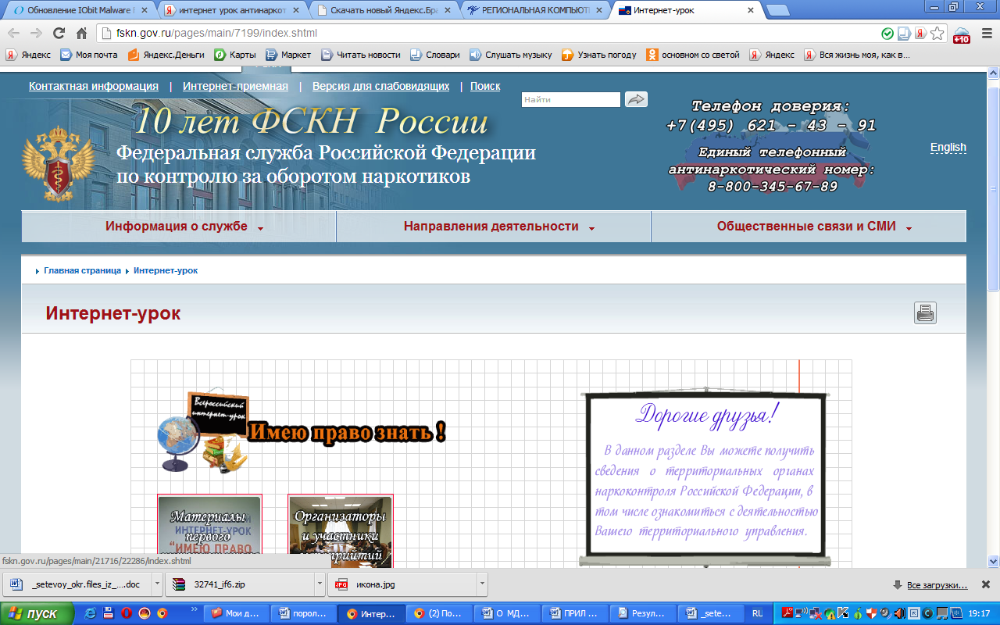 Обновление IObit Malware F
интернет урок антинаркот
Скачать новый Яндекс.Бра
РЕГИОНАЛЬНАЯ КОМПЬЮТЕ
Интернет-урок
fskn.gov.ru/pages/main/7199/index.shtml
+10
Яндекс
Моя почта
Яндекс.Деньги
Карты
Маркет
Читать новости
Словари
Слушать музыку
Узнать погоду
основном со светой
Яндекс
Вся жизнь моя, как в...
Контактная информация | Интернет-приемная | Версия для слабовидящих | Поиск
Найти
10 лет ФСКН России
Федеральная служба Российской Федерации
по контролю за оборотом наркотиков
Телефон доверия:
+7(495) 621 - 43 - 91
Единый телефонный
антинаркотический номер:
8-800-345-67-89
English
Информация о службе
Направления деятельности
Общественные связи и СМИ
Главная страница
Интернет-урок
Интернет-урок
Всероссийский
интернет-урок
Имею право знать !
Дорогие друзья!
В данном разделе Вы можете получить
сведения о территориальных органах
наркоконтроля Российской Федерации, в
том числе ознакомиться с деятельностью
Вашего территориального управления.
Материалы
ИНТЕРНЕТ-УРОК
первого
"ИМЕЮ ПРАВО
Организаторы
и участники
fskn.gov.ru/pages/main/21716/22286/index.shtml
_setevoy_okr.files_iz_....doc
32741_if6.zip
икона.jpg
Все загрузки...
пуск
Мои д...
порол...
Интер...
(2) По...
О МД...
ПРИЛ ...
Резул...
_sete...
RU
19:17